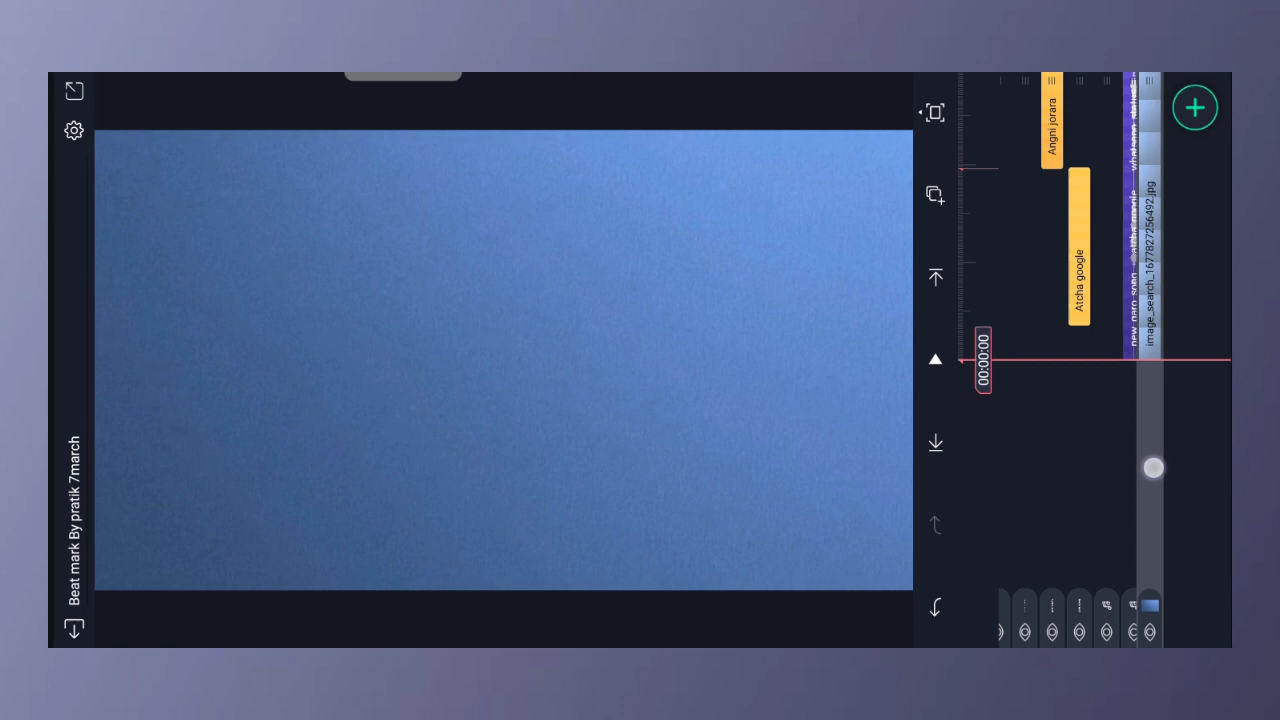 Beat mark By pratik 7march
00:00:00
Angni jorara
Atcha google
image_search_1677827256492.jpg